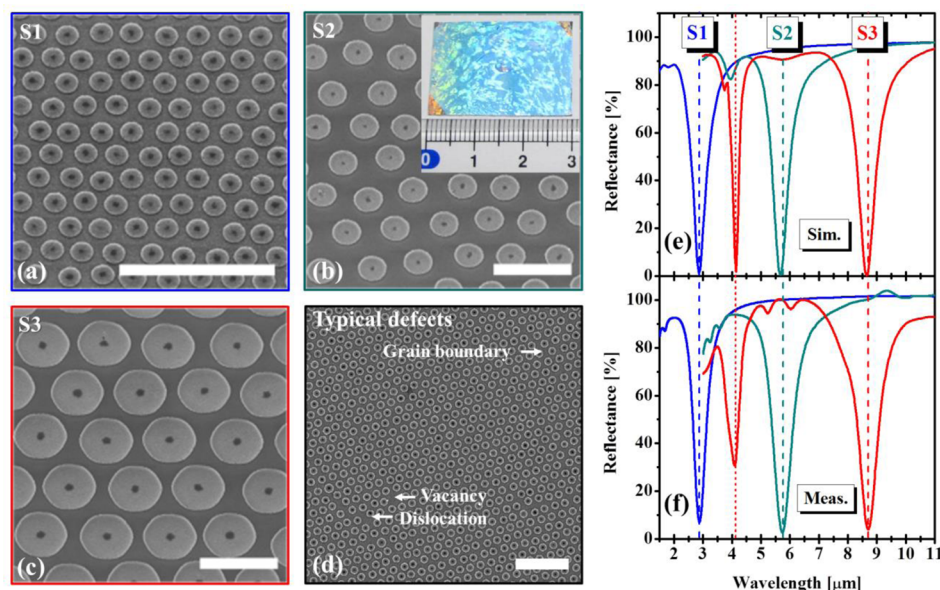 S1
(a)
S2
0 1 2 3
(b)
S3
(c)
Typical defects
Grain boundary
Vacancy
Dislocation
(d)
S1 S2 S3
Reflectance [%]
100
80
60
40
20
0
(e)
Sim.
Reflectance [%]
100
80
60
40
20
0
(f)
Meas.
2 3 4 5 6 7 8 9 10 11
Wavelength [μm]